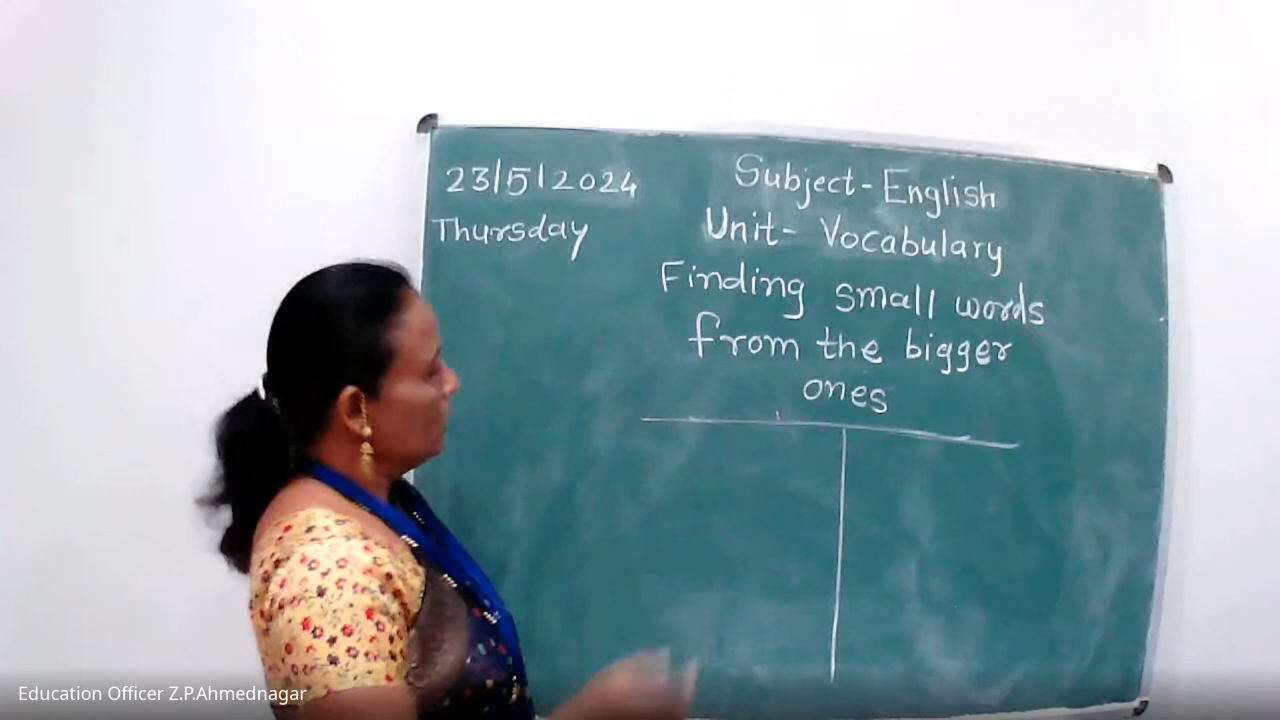 23/5/2024
Thursday
Subject - English
Unit - Vocabulary
Finding small words
from the bigger
ones
Education Officer Z.P.Ahmednagar